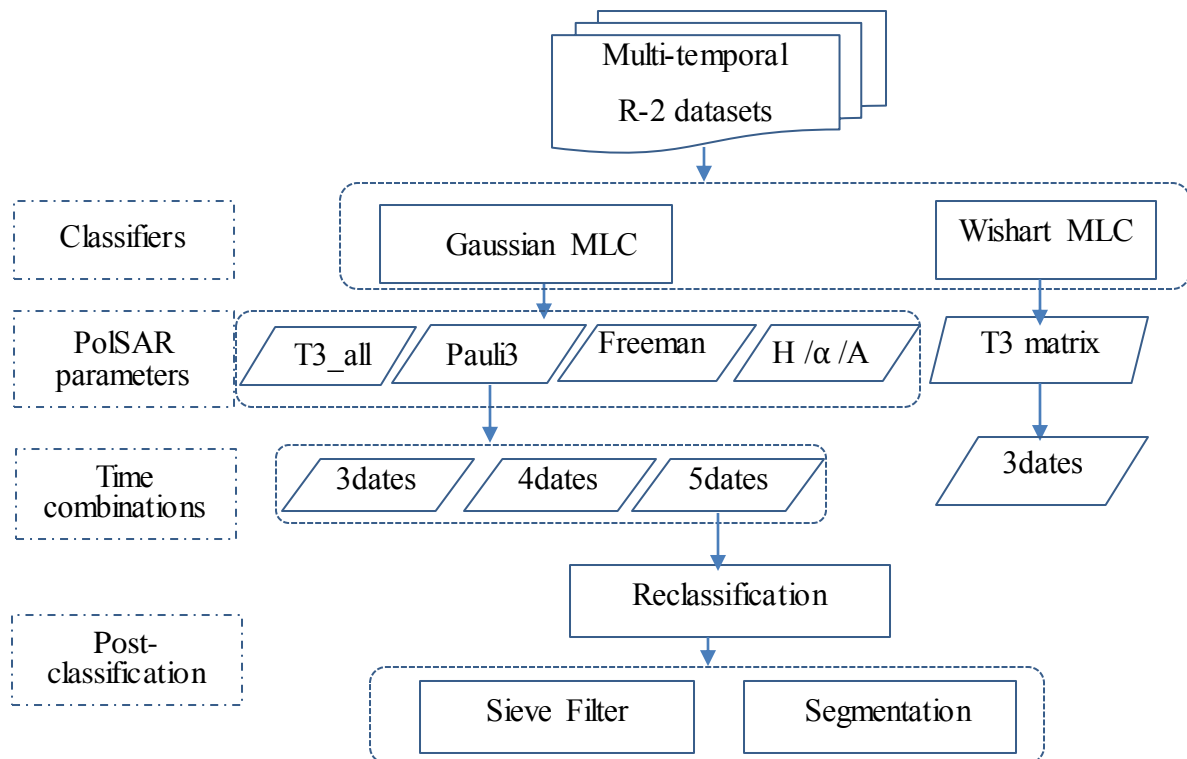 Multi-temporal
R-2 datasets
Classifiers
Gaussian MLC
Wishart MLC
PolSAR
parameters
T3_all
Pauli3
Freeman
H /α /A
T3 matrix
Time
combinations
3dates
4dates
5dates
3dates
Reclassification
Post-
classification
Sieve Filter
Segmentation